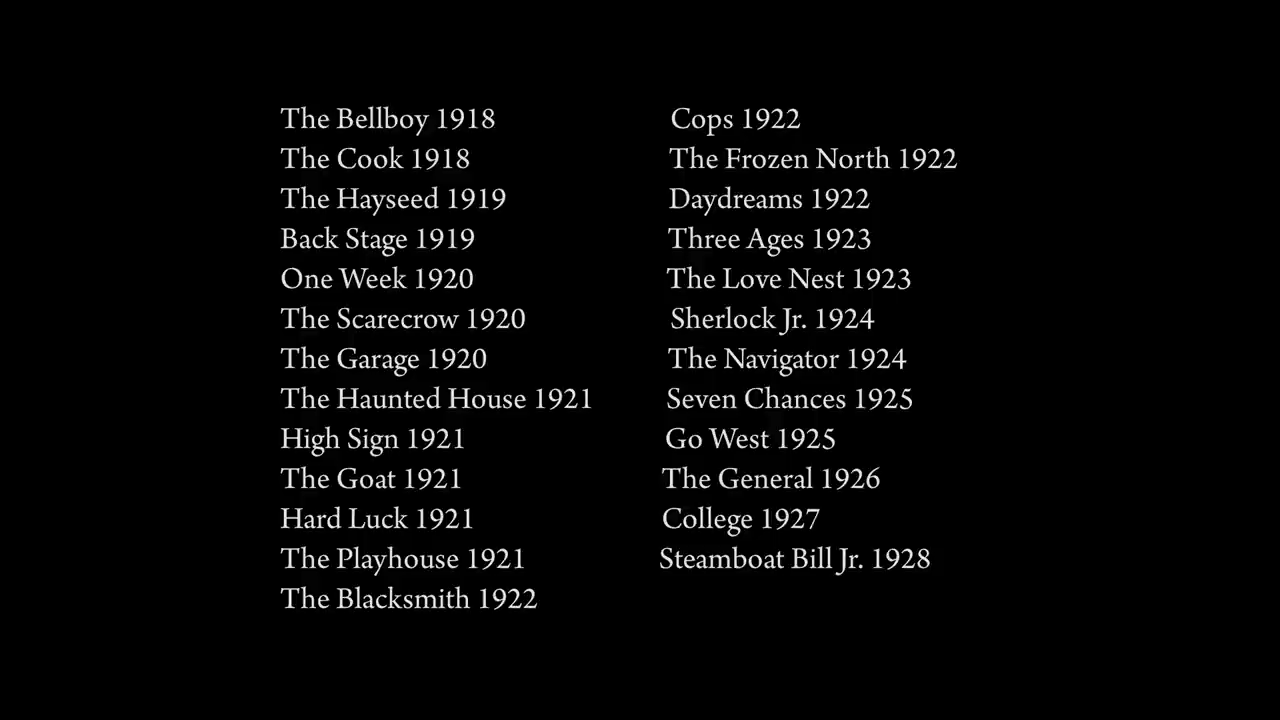 The Bellboy 1918
The Cook 1918
The Hayseed 1919
Back Stage 1919
One Week 1920
The Scarecrow 1920
The Garage 1920
The Haunted House 1921
High Sign 1921
The Goat 1921
Hard Luck 1921
The Playhouse 1921
The Blacksmith 1922
Cops 1922
The Frozen North 1922
Daydreams 1922
Three Ages 1923
The Love Nest 1923
Sherlock Jr. 1924
The Navigator 1924
Seven Chances 1925
Go West 1925
The General 1926
College 1927
Steamboat Bill Jr. 1928